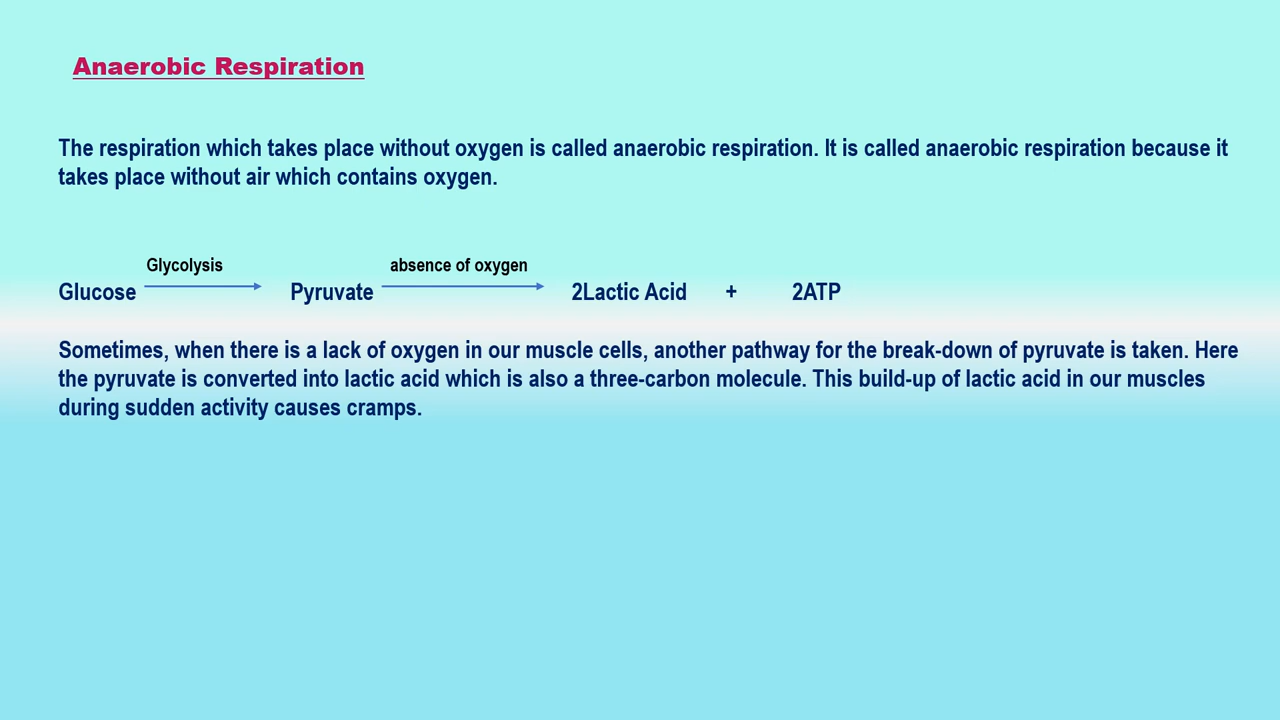 Anaerobic Respiration
The respiration which takes place without oxygen is called anaerobic respiration. It is called anaerobic respiration because it
takes place without air which contains oxygen.
Glycolysis absence of oxygen
Glucose Pyruvate 2Lactic Acid + 2ATP
Sometimes, when there is a lack of oxygen in our muscle cells, another pathway for the break-down of pyruvate is taken. Here
the pyruvate is converted into lactic acid which is also a three-carbon molecule. This build-up of lactic acid in our muscles
during sudden activity causes cramps.